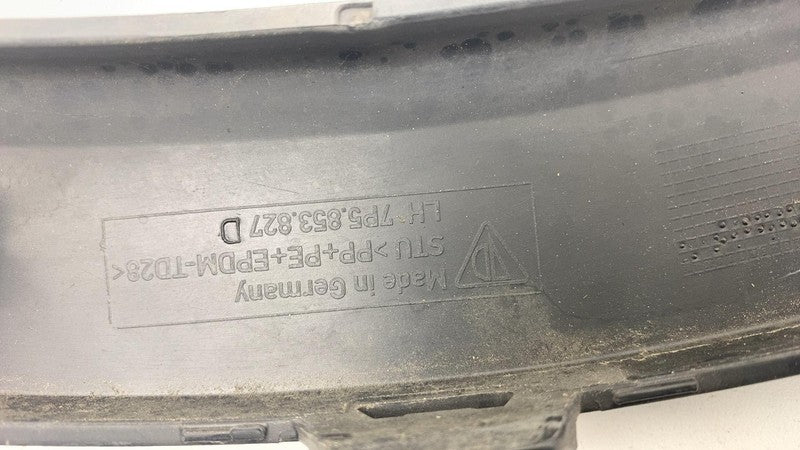 Made in Germany
STU >PP+PE+EPDM-TD28<
LH 7P5.853.827 D